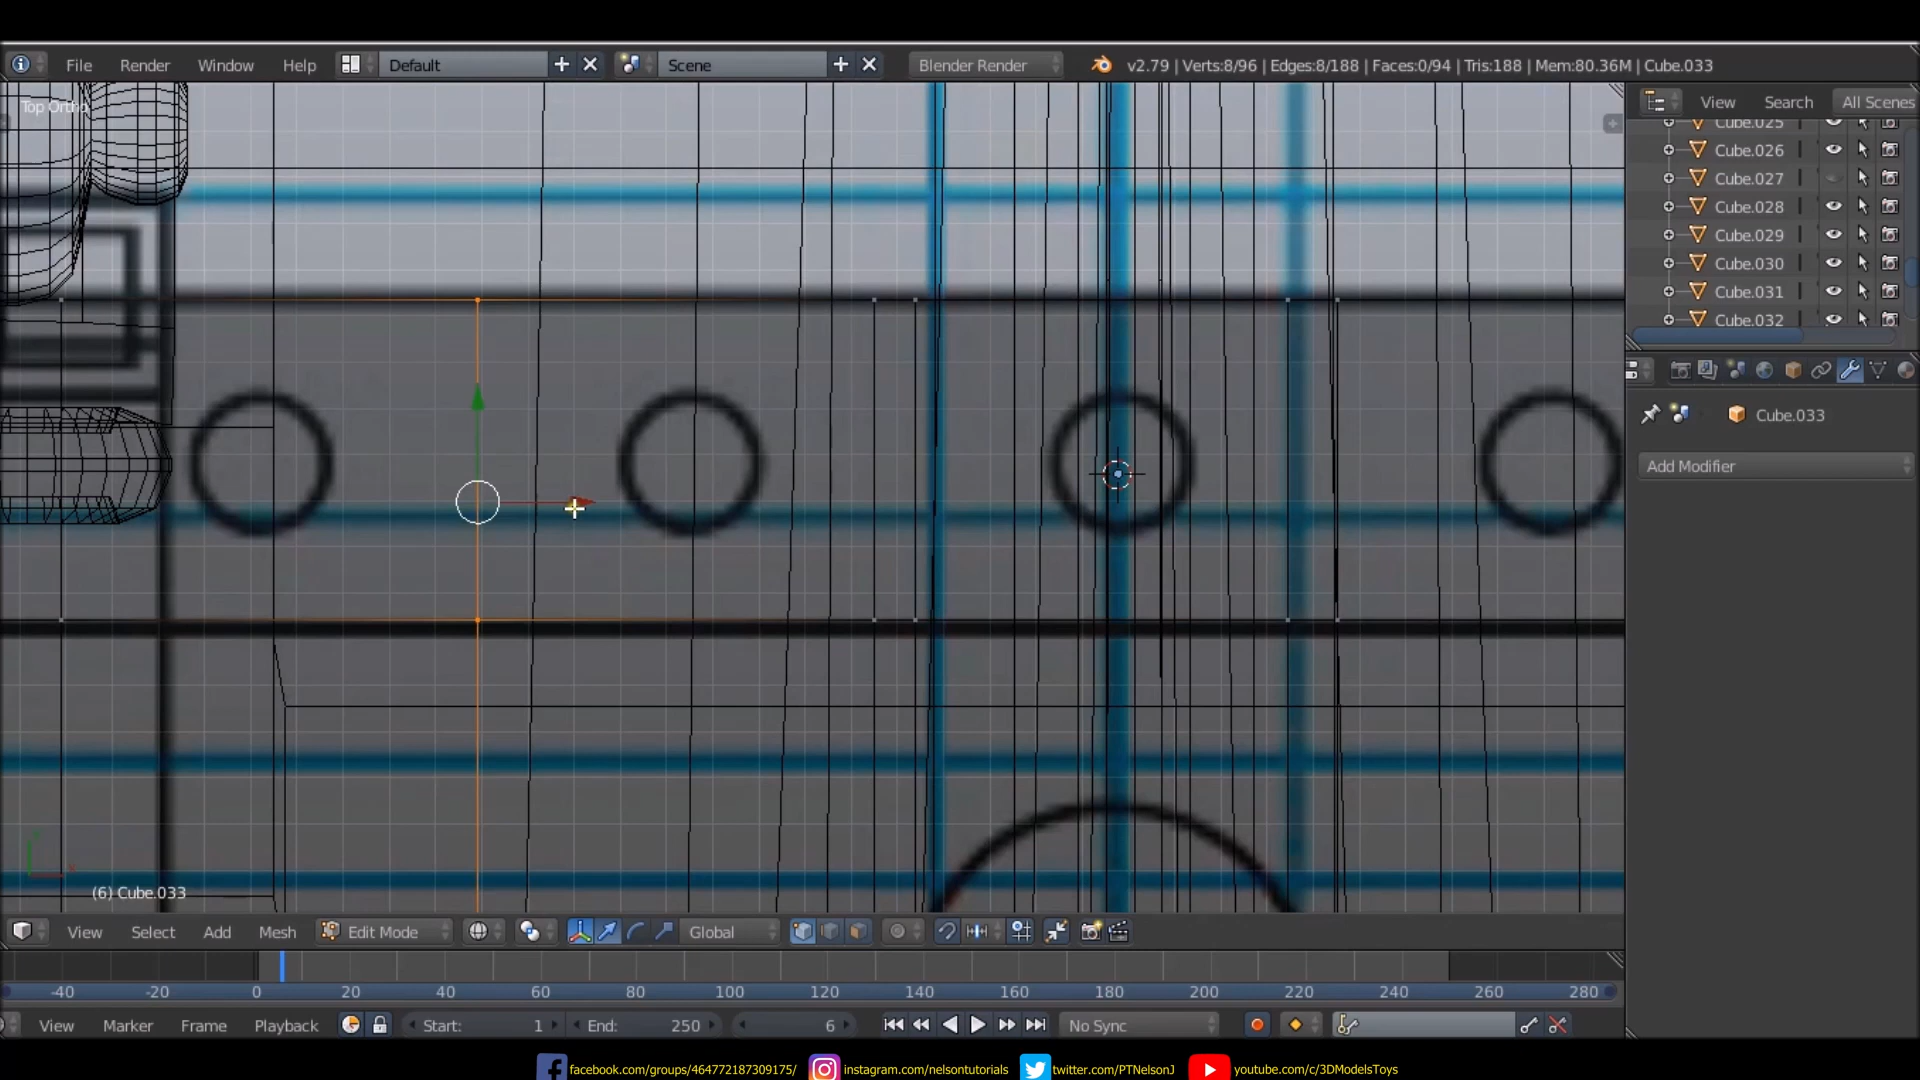 File Render Window Help Default Scene Blender Render v2.79 | Verts:8/96 | Edges:8/188 | Faces:0/94 | Tris:188 | Mem:80.36M | Cube.033
Top Ortho
View Search All Scenes
Cube.025
Cube.026
Cube.027
Cube.028
Cube.029
Cube.030
Cube.031
Cube.032
Cube.033
Add Modifier
(6) Cube.033
View Select Add Mesh Edit Mode Global
-40 -20 0 20 40 60 80 100 120 140 160 180 200 220 240 260 280
View Marker Frame Playback Start: 1 End: 250 6 No Sync
facebook.com/groups/464772187309175/ instagram.com/nelsontutorials twitter.com/PTNelsonJ youtube.com/c/3DModelsToys